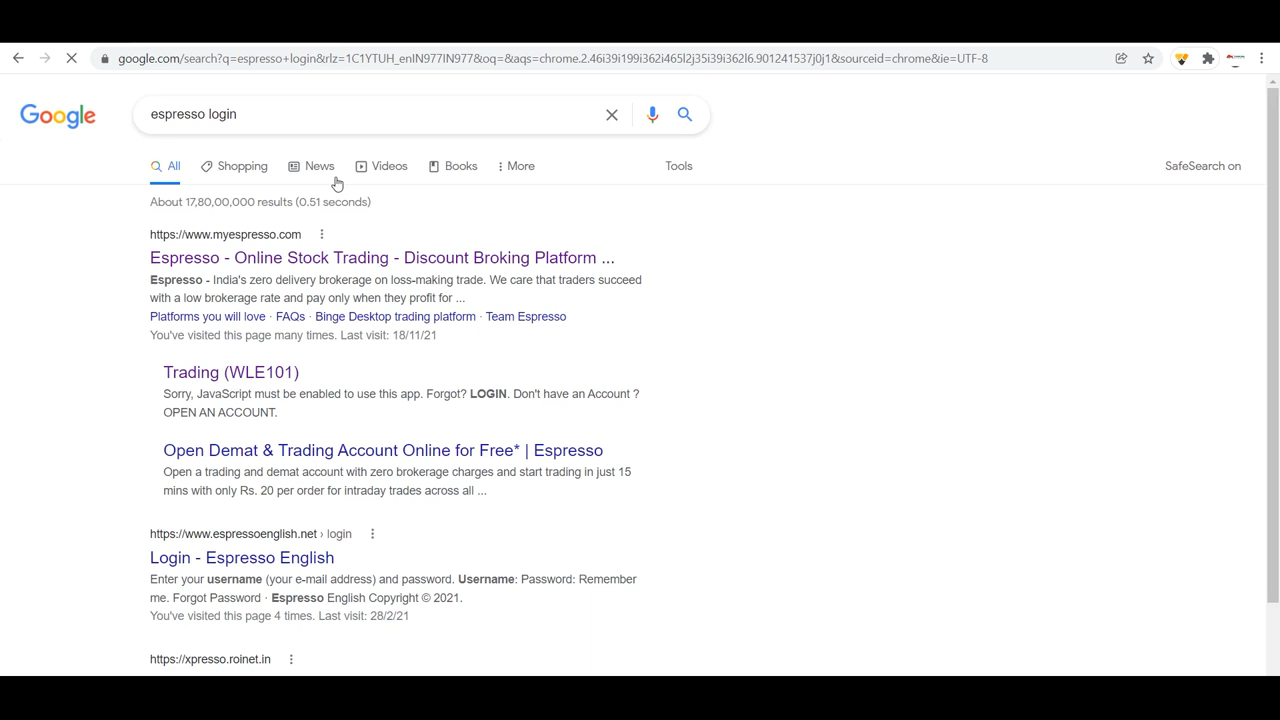 google.com/search?q=espresso+login&rlz=1C1YTUH_enIN977IN977&oq=&aqs=chrome.2.46i39i199i362i465l2j35i39i362l6.901241537j0j1&sourceid=chrome&ie=UTF-8
Google
espresso login
All Shopping News Videos Books More Tools SafeSearch on
About 17,80,00,000 results (0.51 seconds)
https://www.myespresso.com
Espresso - Online Stock Trading - Discount Broking Platform ...
Espresso - India's zero delivery brokerage on loss-making trade. We care that traders succeed
with a low brokerage rate and pay only when they profit for ...
Platforms you will love · FAQs · Binge Desktop trading platform · Team Espresso
You've visited this page many times. Last visit: 18/11/21
Trading (WLE101)
Sorry, JavaScript must be enabled to use this app. Forgot? LOGIN. Don't have an Account ?
OPEN AN ACCOUNT.
Open Demat & Trading Account Online for Free* | Espresso
Open a trading and demat account with zero brokerage charges and start trading in just 15
mins with only Rs. 20 per order for intraday trades across all ...
https://www.espressoenglish.net › login
Login - Espresso English
Enter your username (your e-mail address) and password. Username: Password: Remember
me. Forgot Password · Espresso English Copyright © 2021.
You've visited this page 4 times. Last visit: 28/2/21
https://xpresso.roinet.in